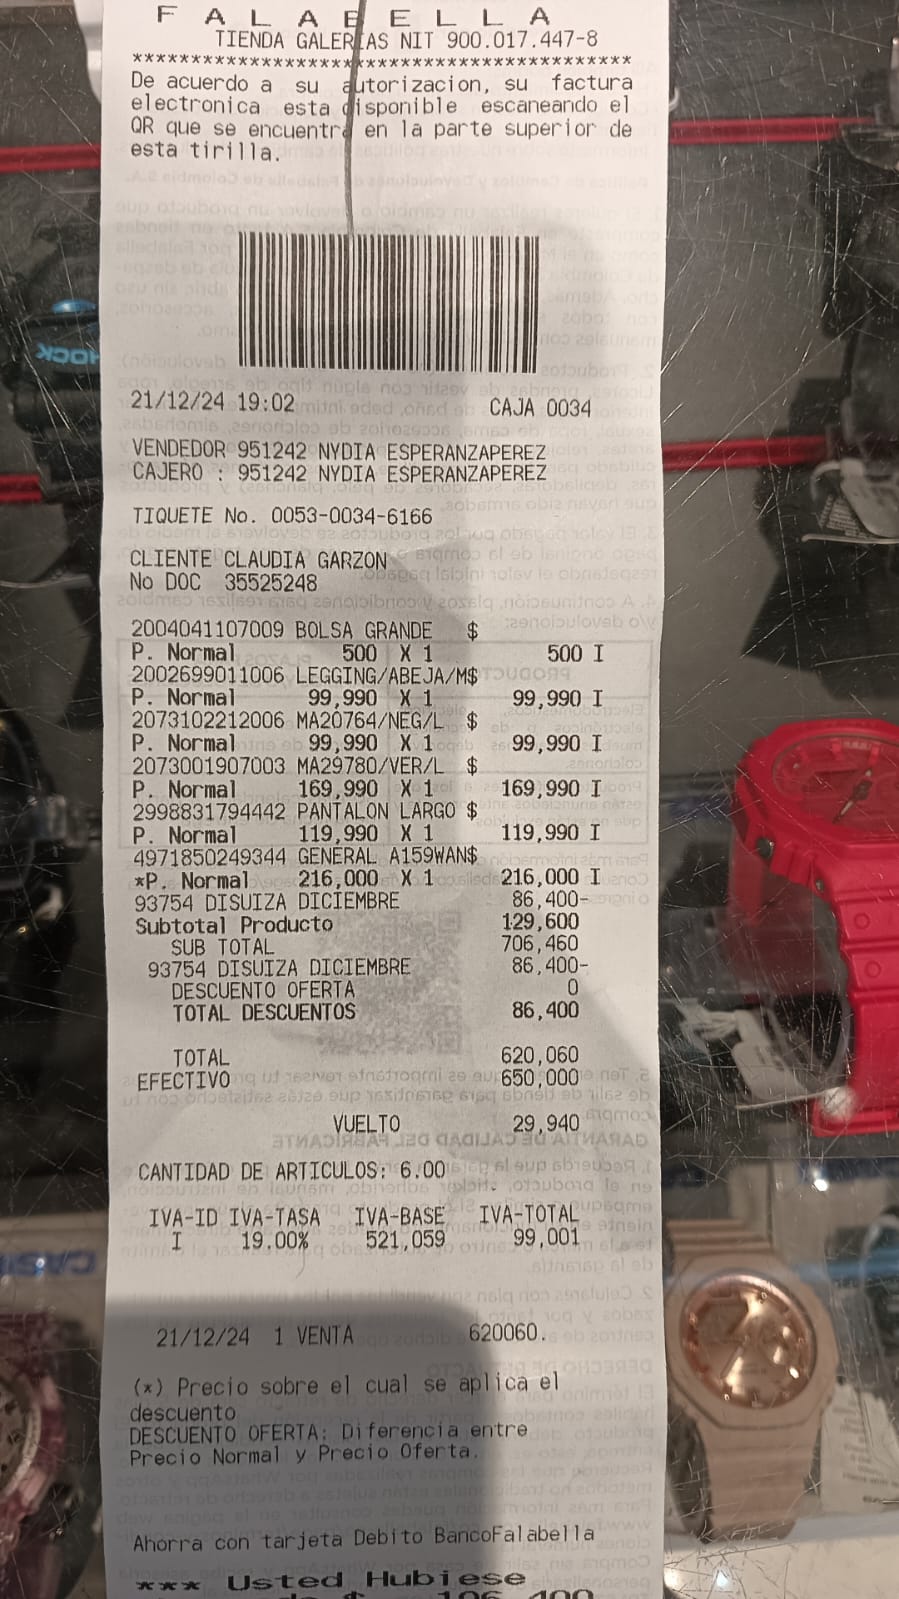 F A L A B E L L A
TIENDA GALERIAS NIT 900.017.447-8
*******************************************
De acuerdo a su autorizacion, su factura
electronica esta disponible escaneando el
QR que se encuentra en la parte superior de
esta tirilla.
21/12/24 19:02 CAJA 0034
VENDEDOR 951242 NYDIA ESPERANZAPEREZ
CAJERO : 951242 NYDIA ESPERANZAPEREZ
TIQUETE No. 0053-0034-6166
CLIENTE CLAUDIA GARZON
No DOC 35525248
2004041107009 BOLSA GRANDE $
P. Normal 500 X 1 500 I
2002699011006 LEGGING/ABEJA/M$
P. Normal 99,990 X 1 99,990 I
2073102212006 MA20764/NEG/L $
P. Normal 99,990 X 1 99,990 I
2073001907003 MA29780/VER/L $
P. Normal 169,990 X 1 169,990 I
2998831794442 PANTALON LARGO $
P. Normal 119,990 X 1 119,990 I
4971850249344 GENERAL A159WAN$
*P. Normal 216,000 X 1 216,000 I
93754 DISUIZA DICIEMBRE 86,400-
Subtotal Producto 129,600
SUB TOTAL 706,460
93754 DISUIZA DICIEMBRE 86,400-
DESCUENTO OFERTA 0
TOTAL DESCUENTOS 86,400
TOTAL 620,060
EFECTIVO 650,000
VUELTO 29,940
CANTIDAD DE ARTICULOS: 6.00
IVA-ID IVA-TASA IVA-BASE IVA-TOTAL
I 19.00% 521,059 99,001
21/12/24 1 VENTA 620060.
(*) Precio sobre el cual se aplica el
descuento
DESCUENTO OFERTA: Diferencia entre
Precio Normal y Precio Oferta.
Ahorra con tarjeta Debito BancoFalabella
*** Usted Hubiese